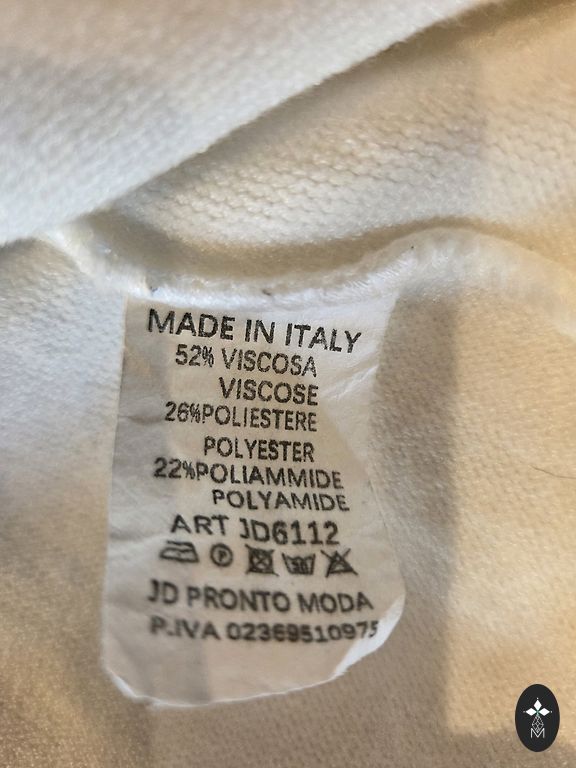 MADE IN ITALY
52% VISCOSA
VISCOSE
26%POLIESTERE
POLYESTER
22%POLIAMMIDE
POLYAMIDE
ART JD6112
JD PRONTO MODA
P.IVA 02369510975